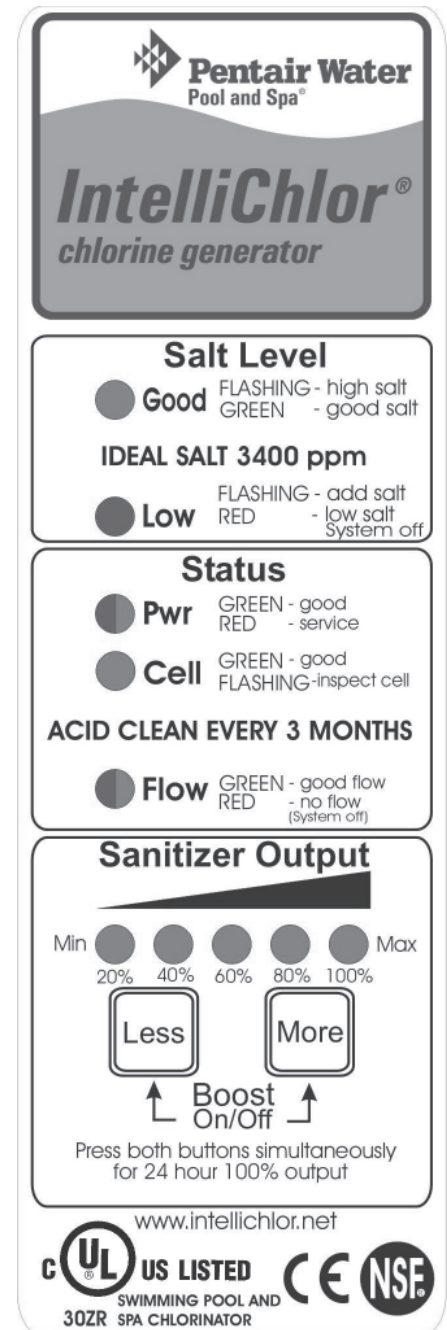 Pentair Water
Pool and Spa®
IntelliChlor®
chlorine generator
Salt Level
Good FLASHING - high salt
GREEN - good salt
IDEAL SALT 3400 ppm
Low FLASHING - add salt
RED - low salt
System off
Status
Pwr GREEN - good
RED - service
Cell GREEN - good
FLASHING-inspect cell
ACID CLEAN EVERY 3 MONTHS
Flow GREEN - good flow
RED - no flow
(System off)
Sanitizer Output
Min Max
20% 40% 60% 80% 100%
Less More
Boost
On/Off
Press both buttons simultaneously
for 24 hour 100% output
www.intellichlor.net
C UL® US LISTED CE NSF®
SWIMMING POOL AND
30ZR SPA CHLORINATOR